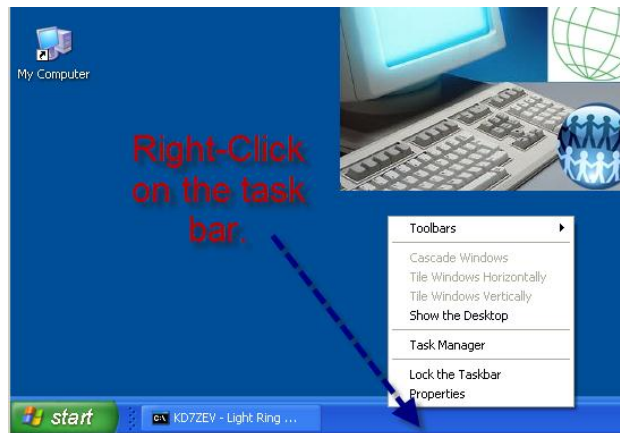 My Computer
Right-Click
on the task
bar.
Toolbars
Cascade Windows
Tile Windows Horizontally
Tile Windows Vertically
Show the Desktop
Task Manager
Lock the Taskbar
Properties
start
KD7ZEV - Light Ring ...